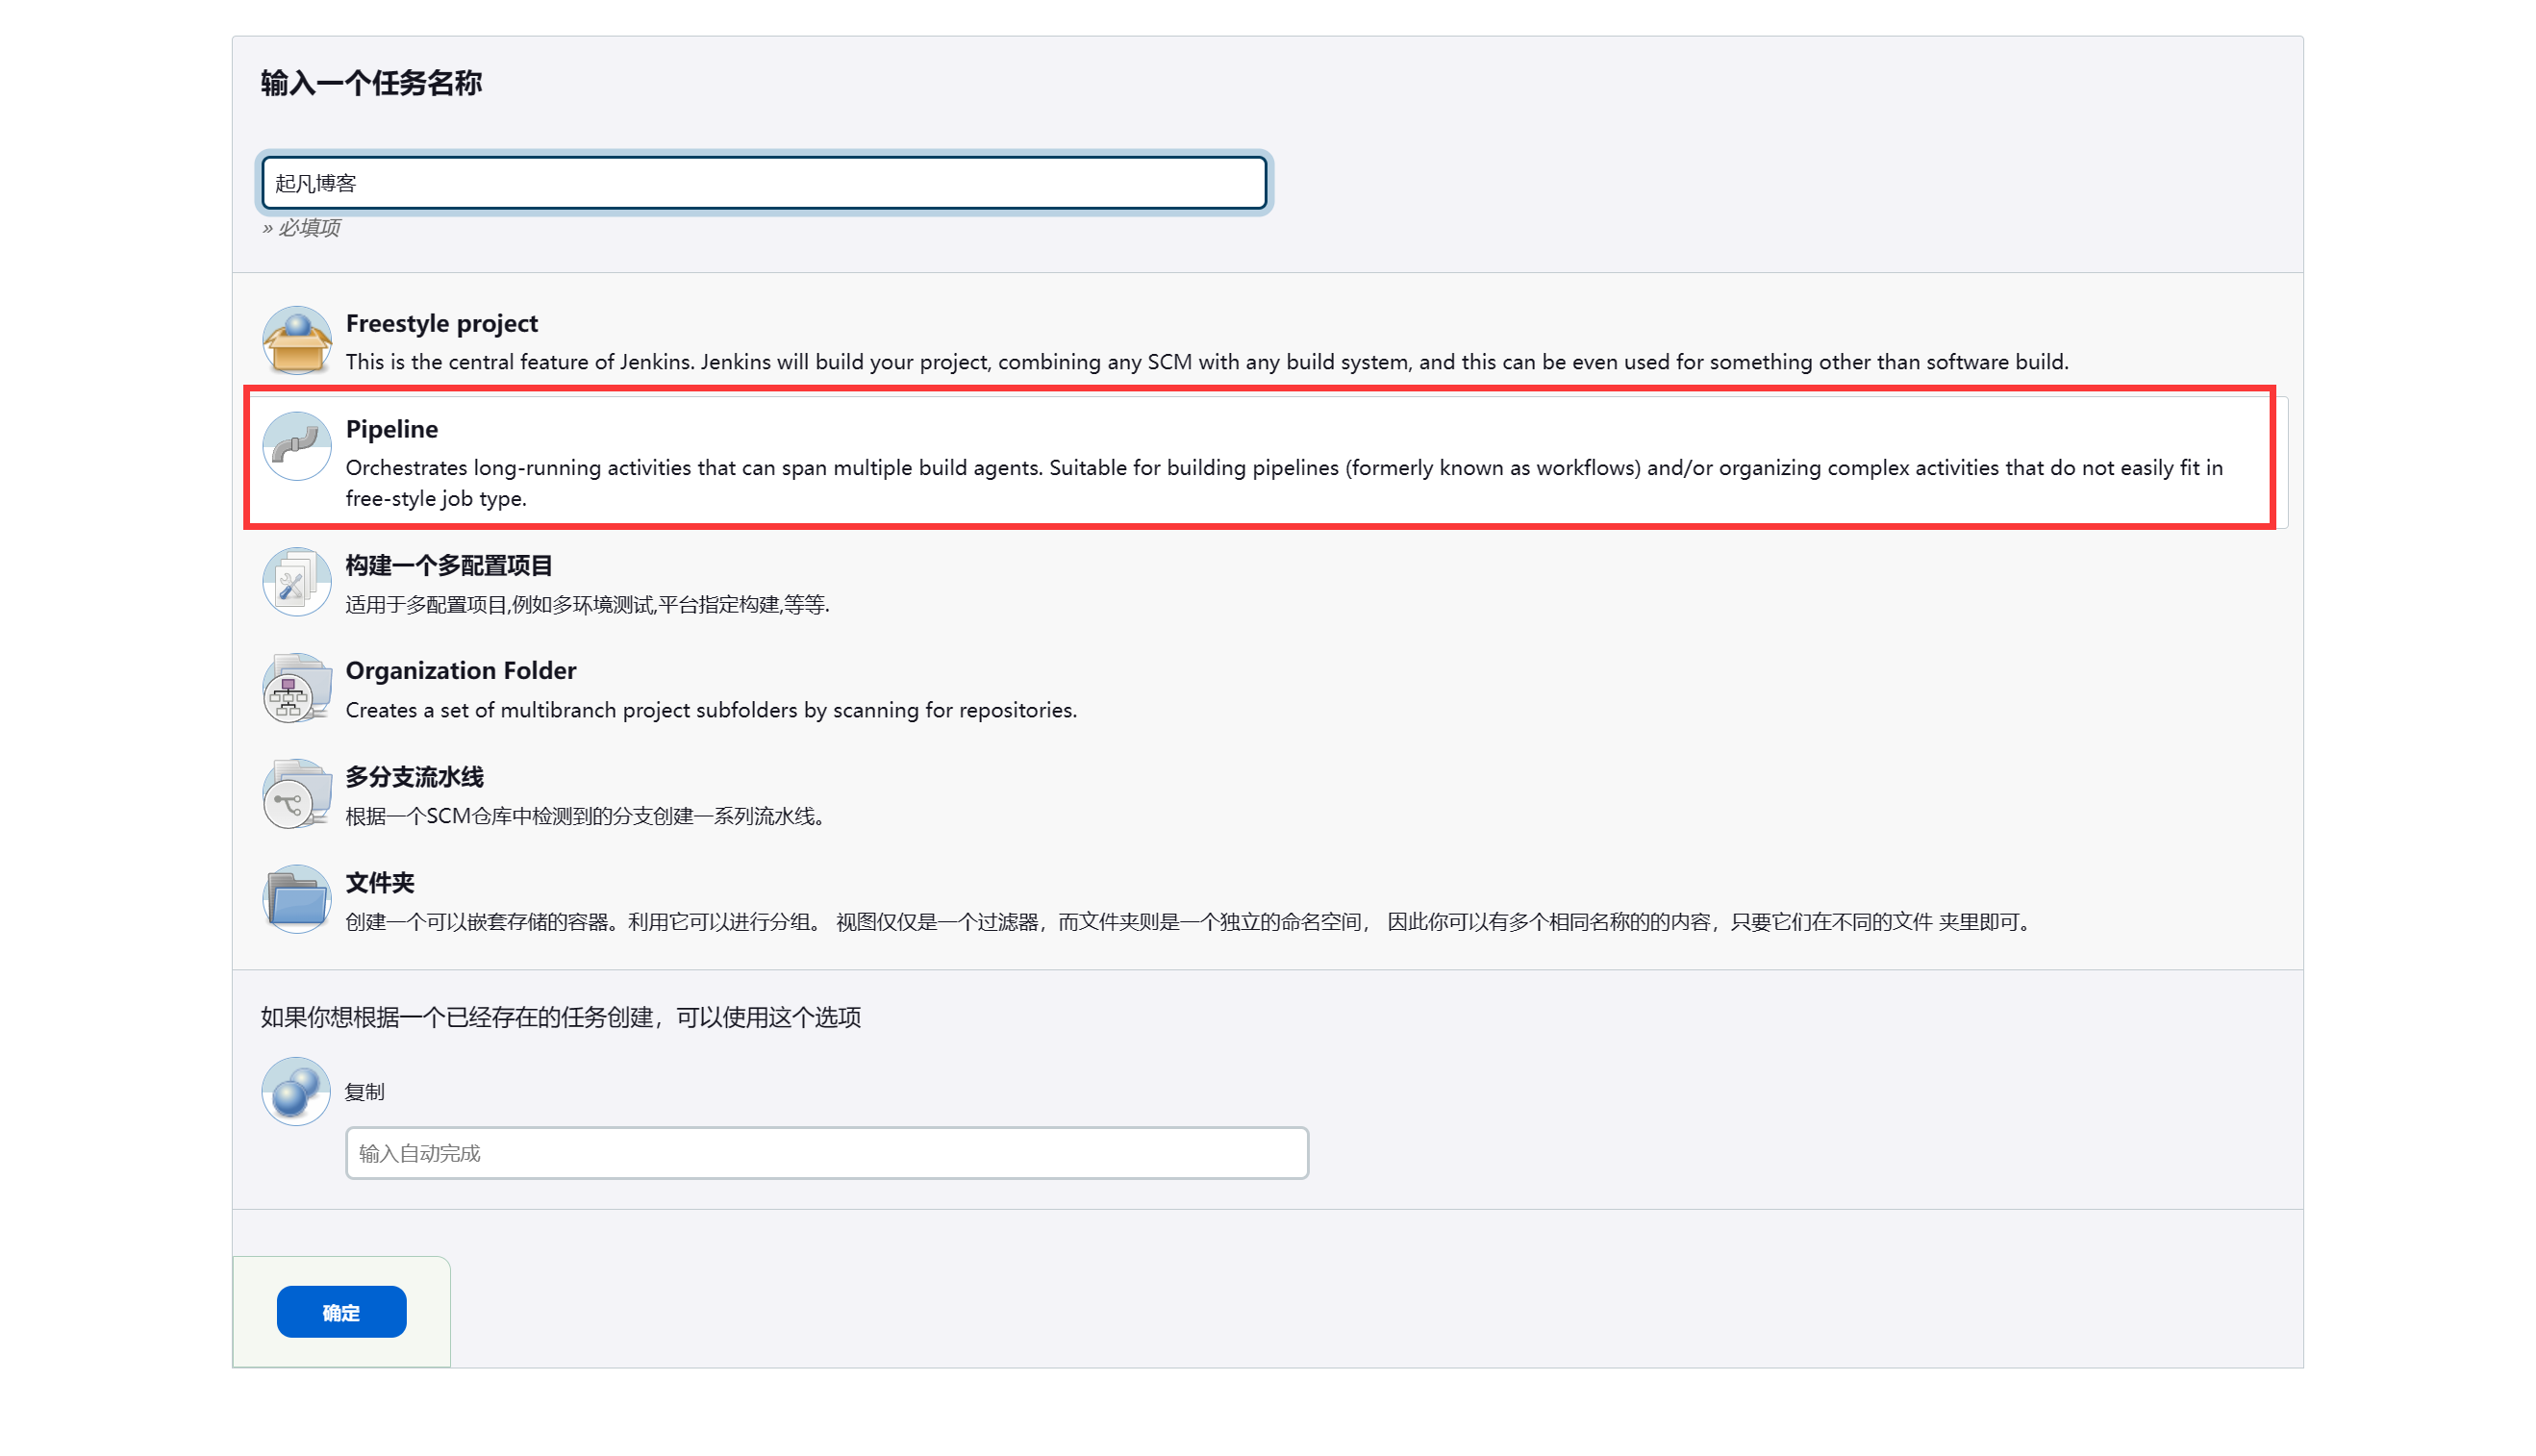 输入一个任务名称
起凡博客
» 必填项
Freestyle project
This is the central feature of Jenkins. Jenkins will build your project, combining any SCM with any build system, and this can be even used for something other than software build.
Pipeline
Orchestrates long-running activities that can span multiple build agents. Suitable for building pipelines (formerly known as workflows) and/or organizing complex activities that do not easily fit in
free-style job type.
构建一个多配置项目
适用于多配置项目,例如多环境测试,平台指定构建,等等.
Organization Folder
Creates a set of multibranch project subfolders by scanning for repositories.
多分支流水线
根据一个SCM仓库中检测到的分支创建一系列流水线。
文件夹
创建一个可以嵌套存储的容器。利用它可以进行分组。 视图仅仅是一个过滤器，而文件夹则是一个独立的命名空间， 因此你可以有多个相同名称的的内容，只要它们在不同的文件 夹里即可。
如果你想根据一个已经存在的任务创建，可以使用这个选项
复制
输入自动完成
确定